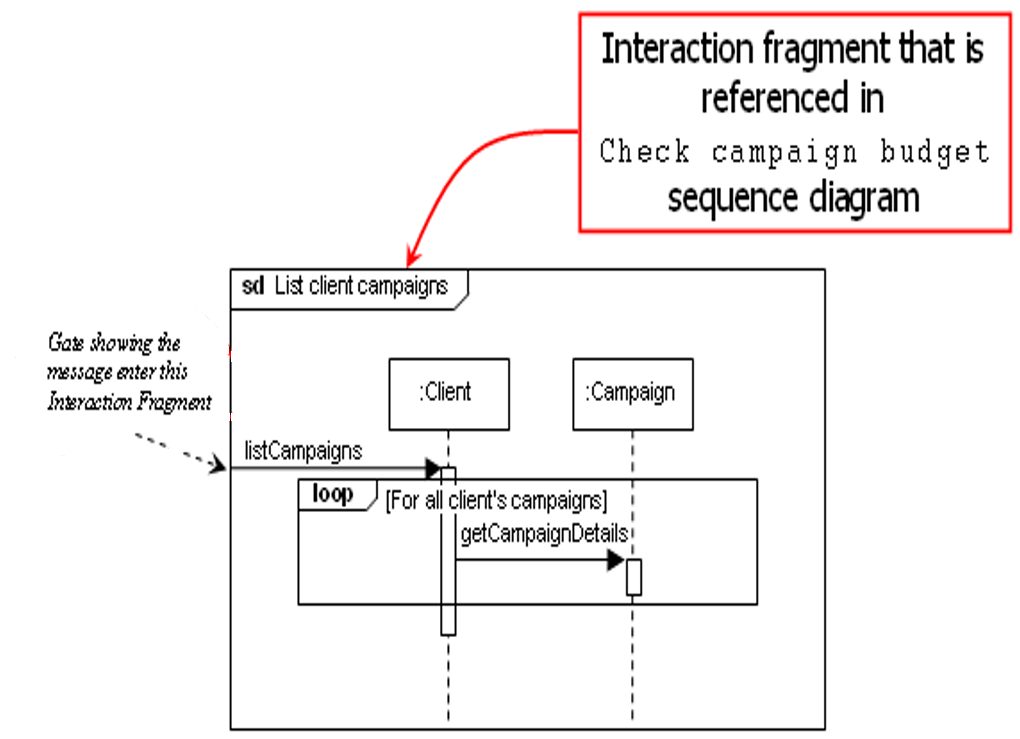 Interaction fragment that is
referenced in
Check campaign budget
sequence diagram
sd List client campaigns
Gate showing the
message enter this
Interaction Fragment
:Client
:Campaign
listCampaigns
loop
[For all client's campaigns]
getCampaignDetails